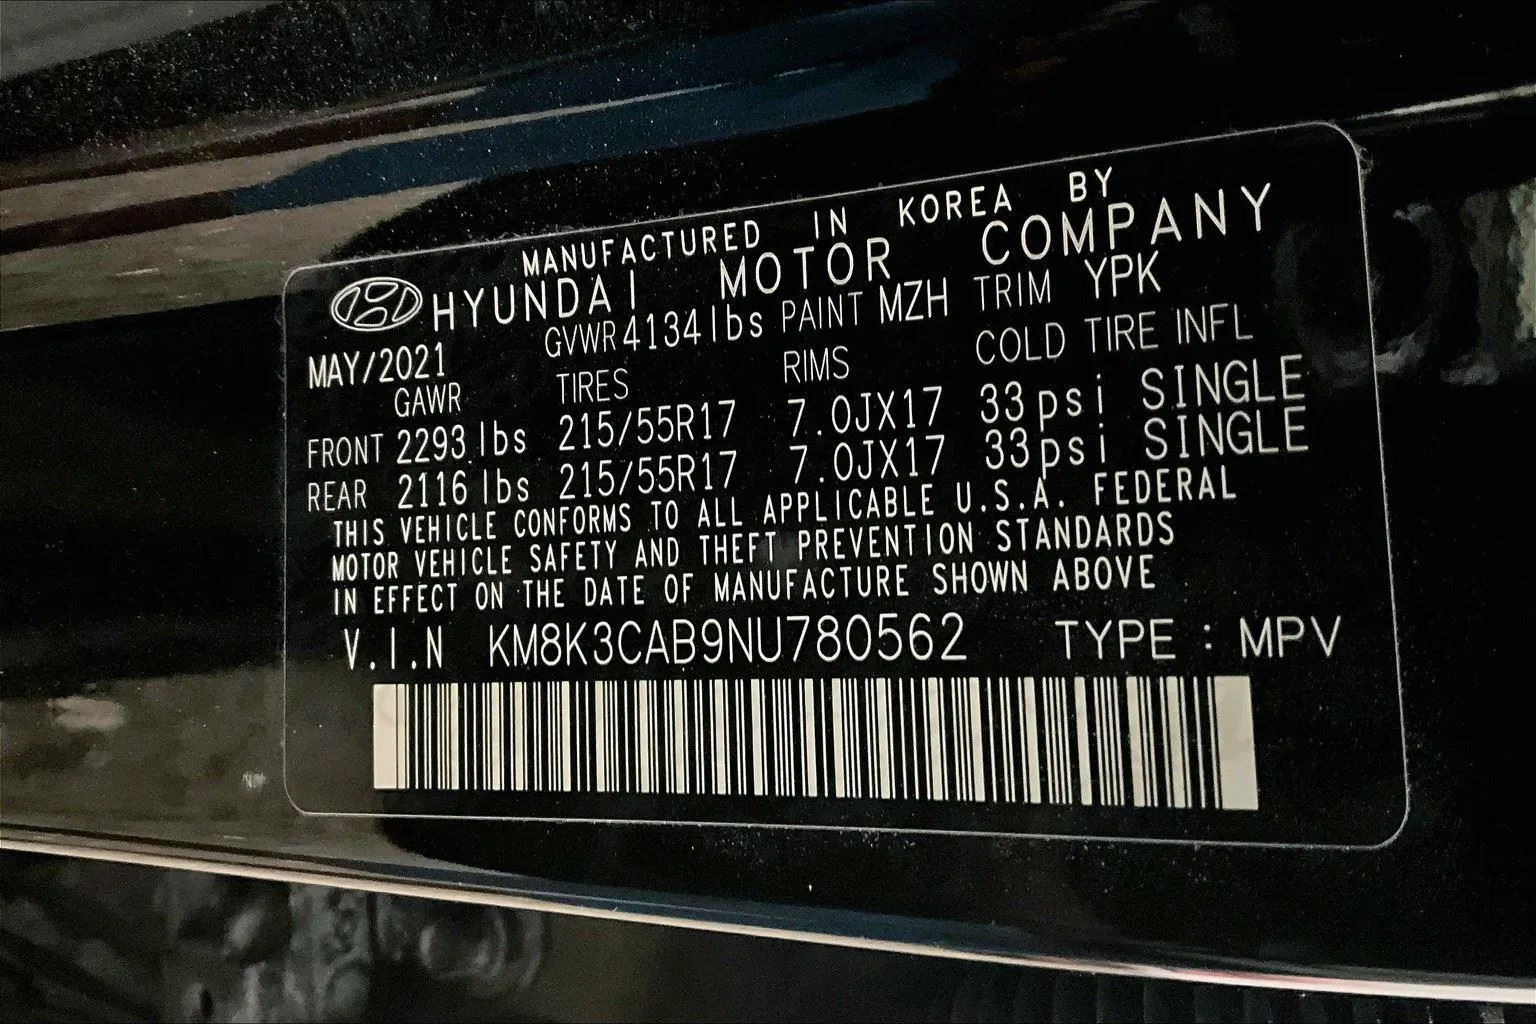 MANUFACTURED IN KOREA BY
HYUNDAI MOTOR COMPANY
MAY/2021 GVWR 4134 lbs PAINT MZH TRIM YPK
GAWR TIRES RIMS COLD TIRE INFL
FRONT 2293 lbs 215/55R17 7.0JX17 33psi SINGLE
REAR 2116 lbs 215/55R17 7.0JX17 33psi SINGLE
THIS VEHICLE CONFORMS TO ALL APPLICABLE U.S.A. FEDERAL
MOTOR VEHICLE SAFETY AND THEFT PREVENTION STANDARDS
IN EFFECT ON THE DATE OF MANUFACTURE SHOWN ABOVE
V.I.N KM8K3CAB9NU780562 TYPE : MPV